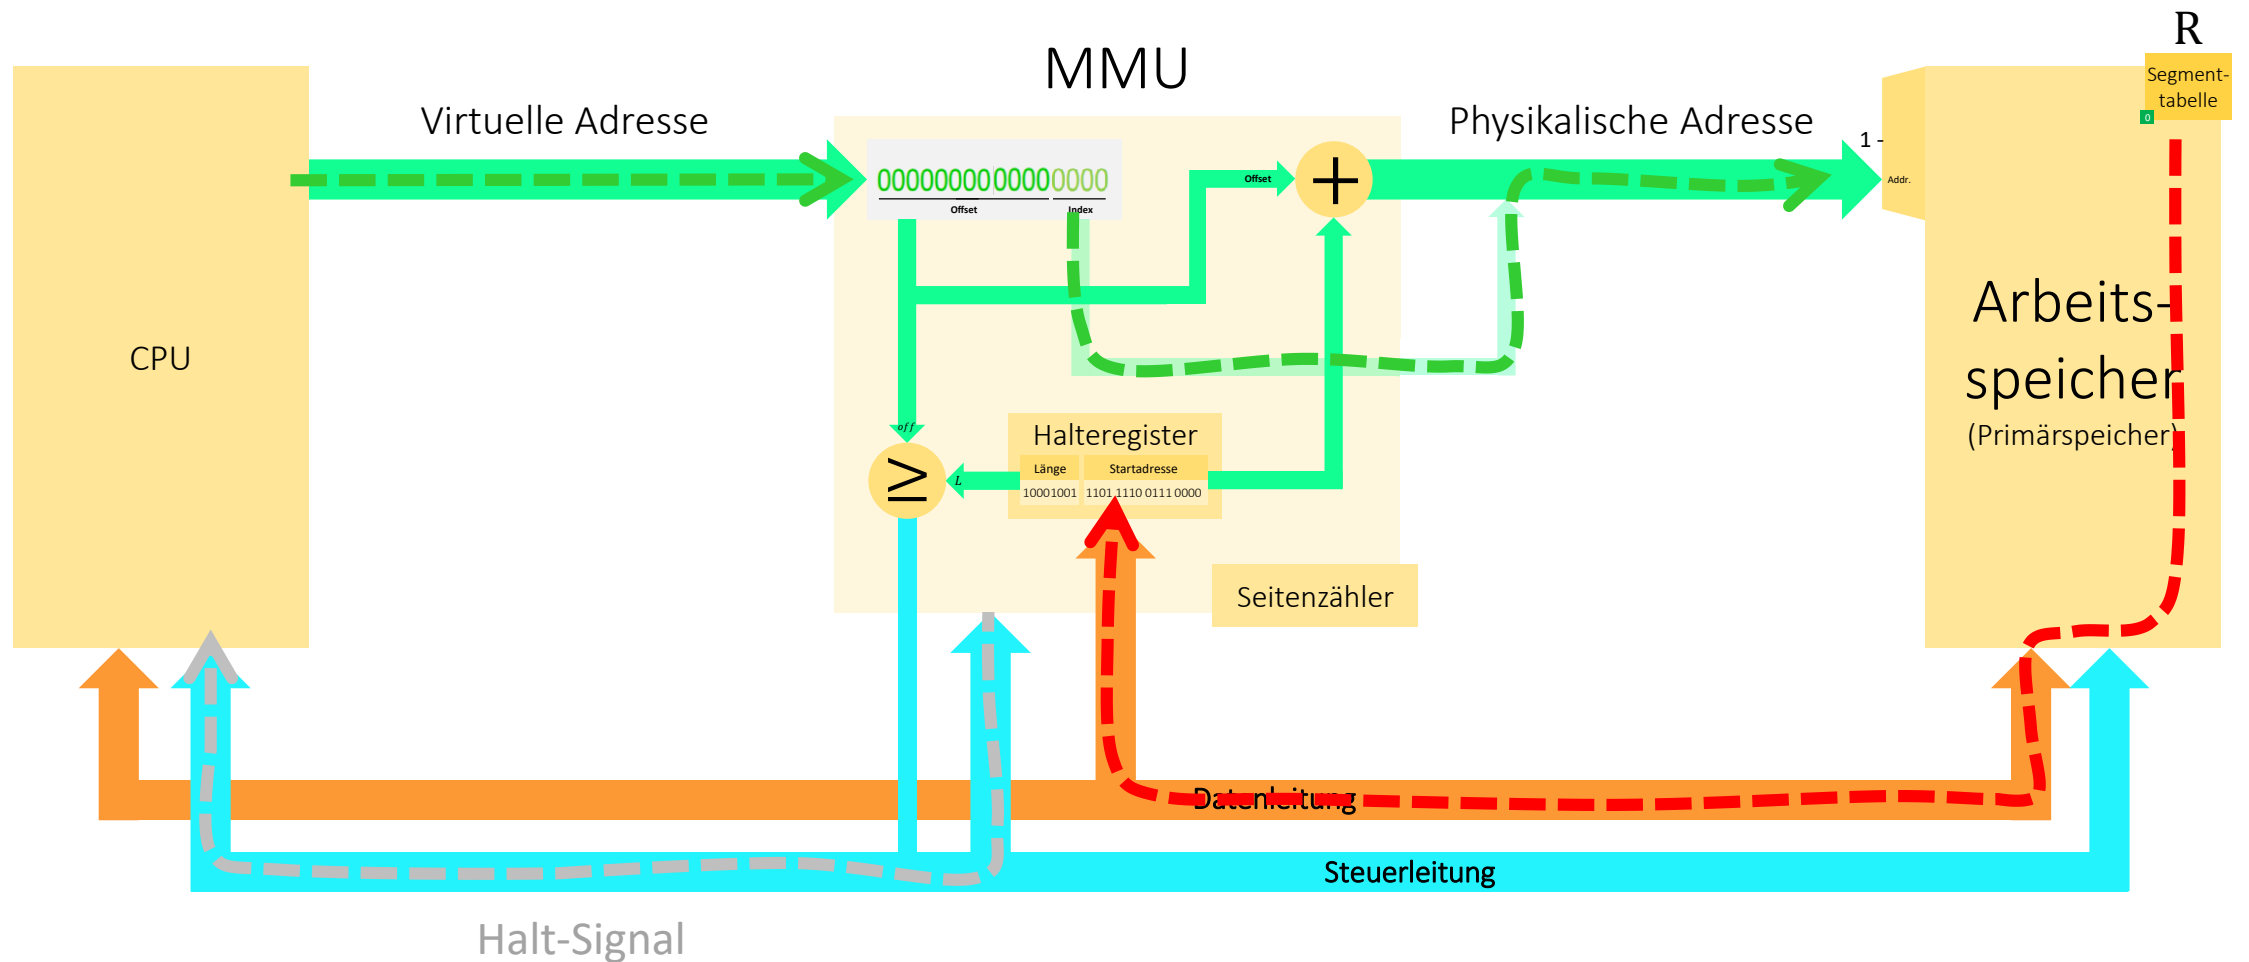 R
MMU
Segment-
tabelle
0
Virtuelle Adresse
Physikalische Adresse
1 -
0000000000000000
Offset
Index
Offset
+
Addr.
CPU
Arbeits-
speicher
(Primärspeicher)
off
Halteregister
Länge
Startadresse
≥
L
10001001
1101 1110 0111 0000
Seitenzähler
Datenleitung
Steuerleitung
Halt-Signal